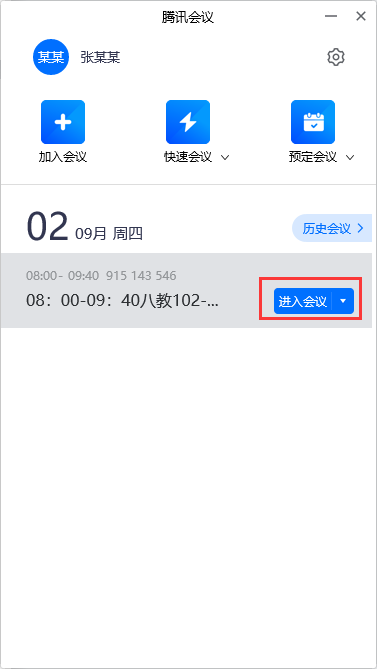 腾讯会议
某某 张某某
加入会议 快速会议 预定会议
02 09月 周四 历史会议
08:00- 09:40 915 143 546
08：00-09：40八教102-...
进入会议